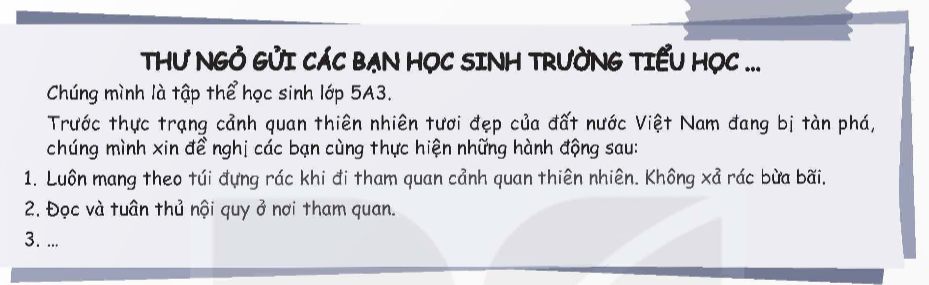 THƯ NGỎ GỬI CÁC BẠN HỌC SINH TRƯỜNG TIỂU HỌC ...
Chúng mình là tập thể học sinh lớp 5A3.
Trước thực trạng cảnh quan thiên nhiên tươi đẹp của đất nước Việt Nam đang bị tàn phá,
chúng mình xin đề nghị các bạn cùng thực hiện những hành động sau:
1. Luôn mang theo túi đựng rác khi đi tham quan cảnh quan thiên nhiên. Không xả rác bừa bãi.
2. Đọc và tuân thủ nội quy ở nơi tham quan.
3. ...